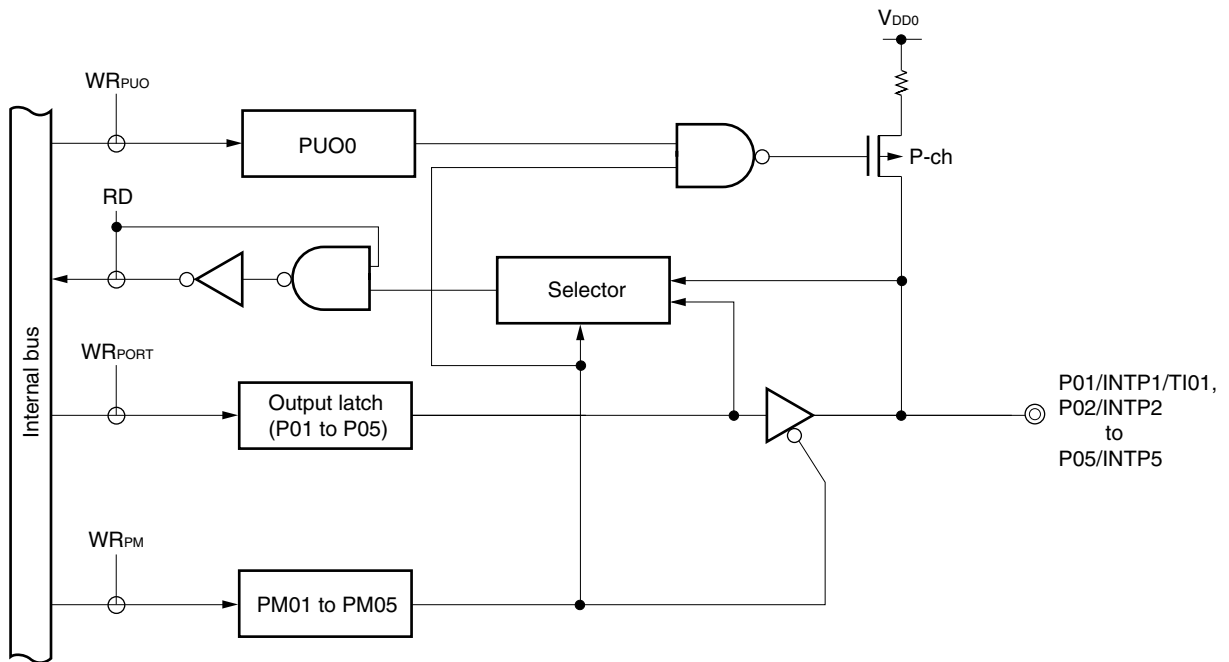 VDD0
WRPUO
PUO0
P-ch
RD
Selector
Internal bus
WRPORT
Output latch
(P01 to P05)
P01/INTP1/TI01,
P02/INTP2
to
P05/INTP5
WRPM
PM01 to PM05